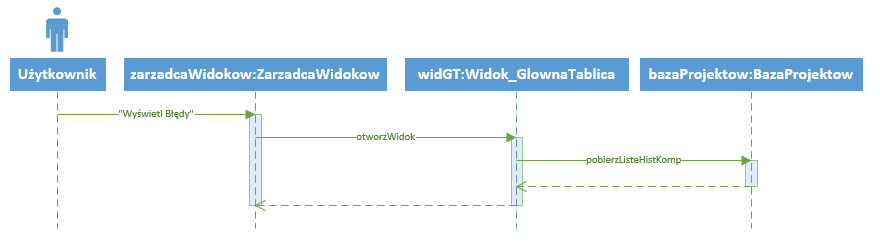 Użytkownik
zarzadcaWidokow:ZarzadcaWidokow
widGT:Widok_GlownaTablica
bazaProjektow:BazaProjektow
"Wyświetl Błędy"
otworzWidok
pobierzListeHistKomp